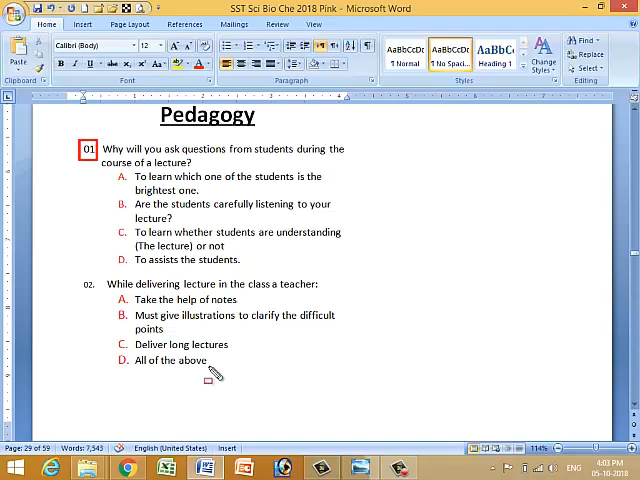 SST Sci Bio Che 2018 Pink - Microsoft Word
Home Insert Page Layout References Mailings Review View
Paste
Calibri (Body) 12
AaBbCcDc AaBbCcDc AaBbCc
¶ Normal ¶ No Spaci... Heading 1
Change
Styles
Find
Replace
Select
Clipboard Font Paragraph Styles Editing
Pedagogy
01 Why will you ask questions from students during the
course of a lecture?
A. To learn which one of the students is the
brightest one.
B. Are the students carefully listening to your
lecture?
C. To learn whether students are understanding
(The lecture) or not
D. To assists the students.
02. While delivering lecture in the class a teacher:
A. Take the help of notes
B. Must give illustrations to clarify the difficult
points
C. Deliver long lectures
D. All of the above
Page: 29 of 59 Words: 7,543 English (United States) Insert 114%
ENG 4:03 PM
05-10-2018